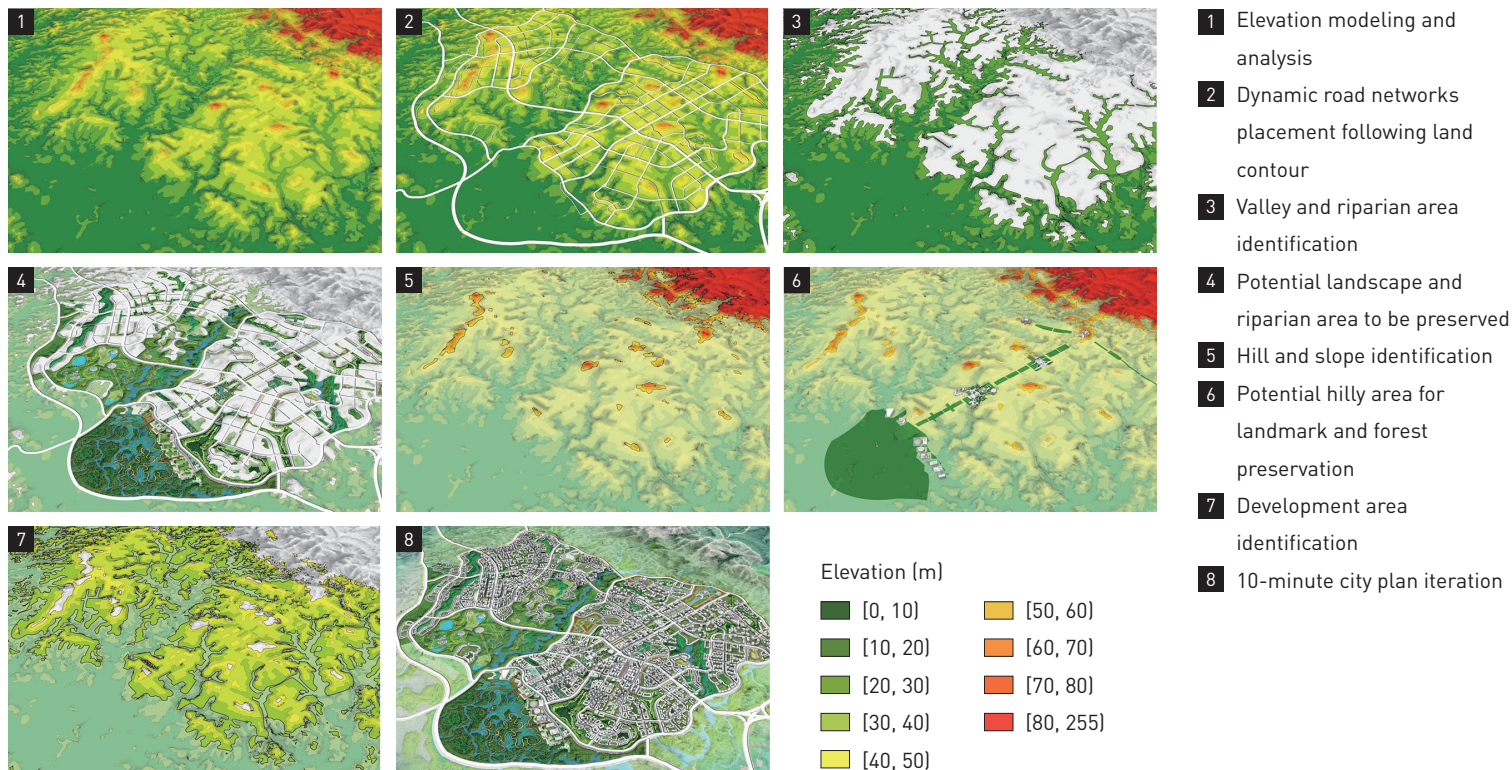 1
2
3
1 Elevation modeling and
analysis
2 Dynamic road networks
placement following land
contour
3 Valley and riparian area
identification
4 Potential landscape and
riparian area to be preserved
5 Hill and slope identification
6 Potential hilly area for
landmark and forest
preservation
7 Development area
identification
8 10-minute city plan iteration
4
5
6
7
8
Elevation (m)
[0, 10)
[10, 20)
[20, 30)
[30, 40)
[40, 50)
[50, 60)
[60, 70)
[70, 80)
[80, 255)